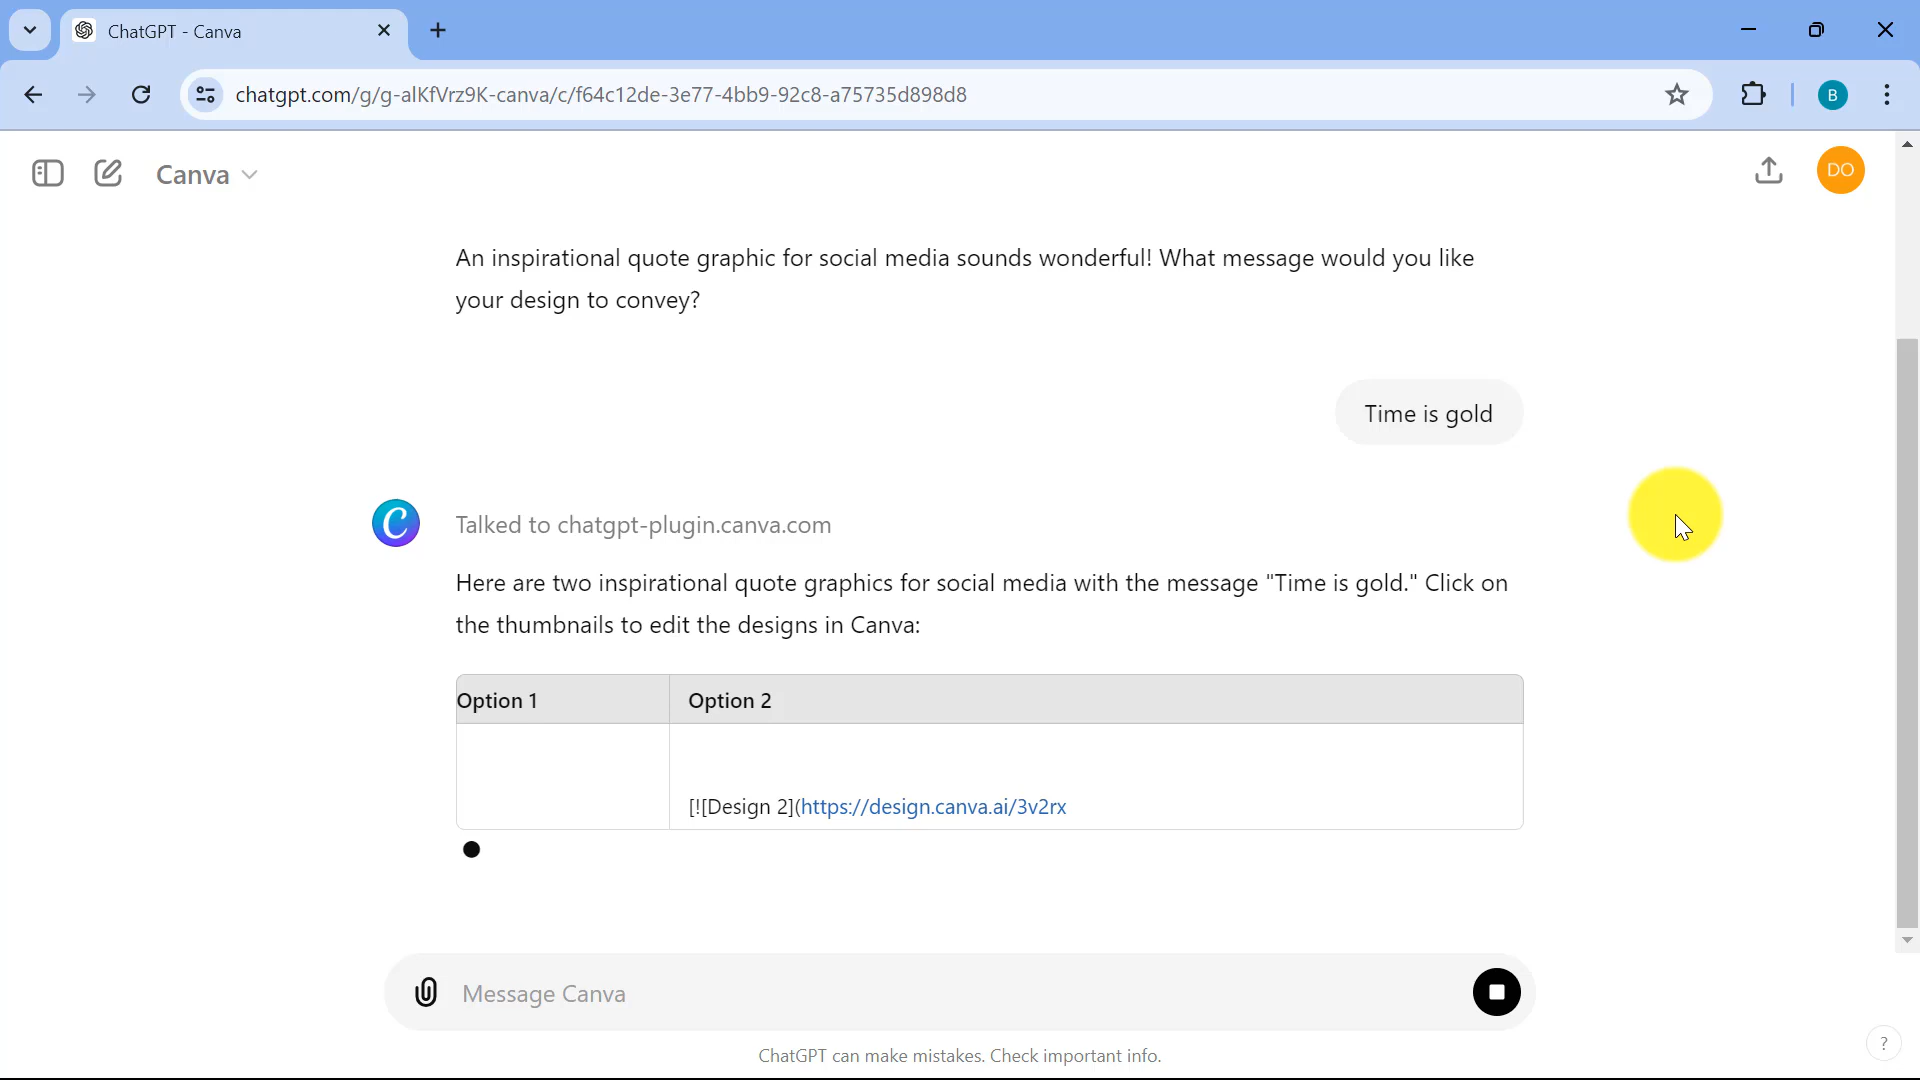 ChatGPT - Canva
chatgpt.com/g/g-alKfVrz9K-canva/c/f64c12de-3e77-4bb9-92c8-a75735d898d8
B
Canva
DO
An inspirational quote graphic for social media sounds wonderful! What message would you like
your design to convey?
Time is gold
C
Talked to chatgpt-plugin.canva.com
Here are two inspirational quote graphics for social media with the message "Time is gold." Click on
the thumbnails to edit the designs in Canva:
Option 1
Option 2
[![Design 2](https://design.canva.ai/3v2rx
Message Canva
ChatGPT can make mistakes. Check important info.
?